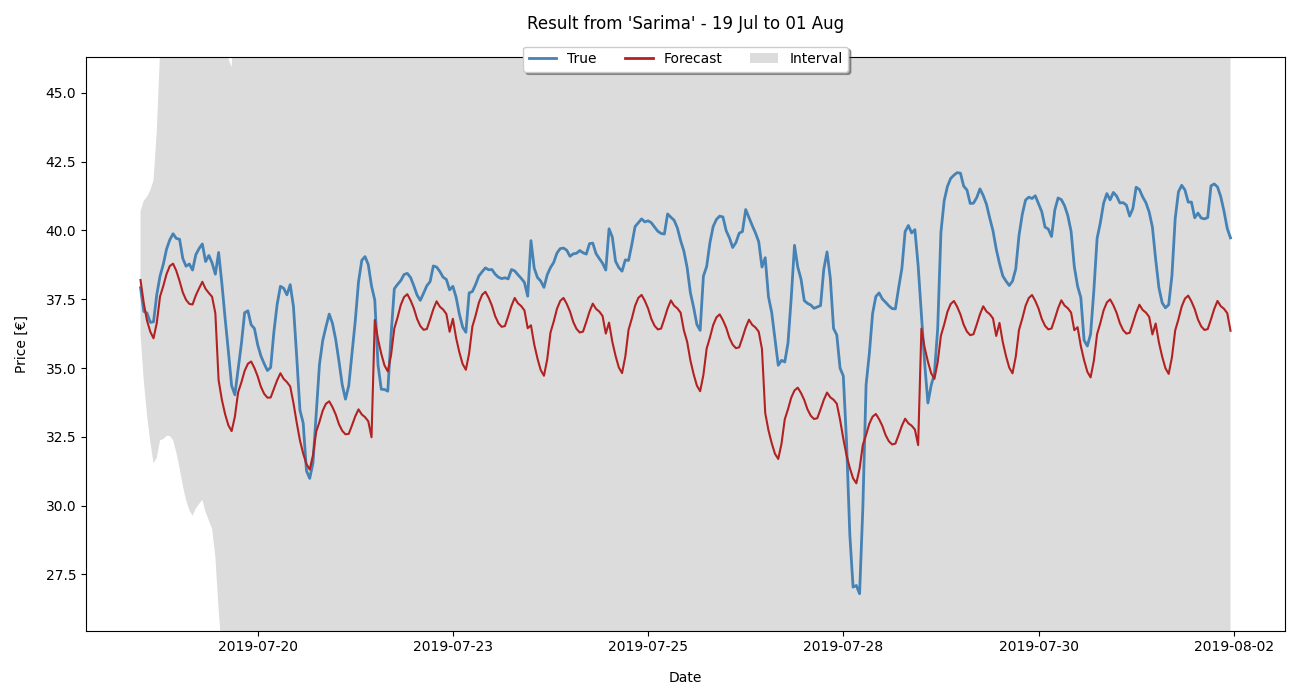 Result from 'Sarima' - 19 Jul to 01 Aug
True Forecast Interval
45.0
42.5
40.0
37.5
35.0
32.5
30.0
27.5
Price [€]
2019-07-20 2019-07-23 2019-07-25 2019-07-28 2019-07-30 2019-08-02
Date